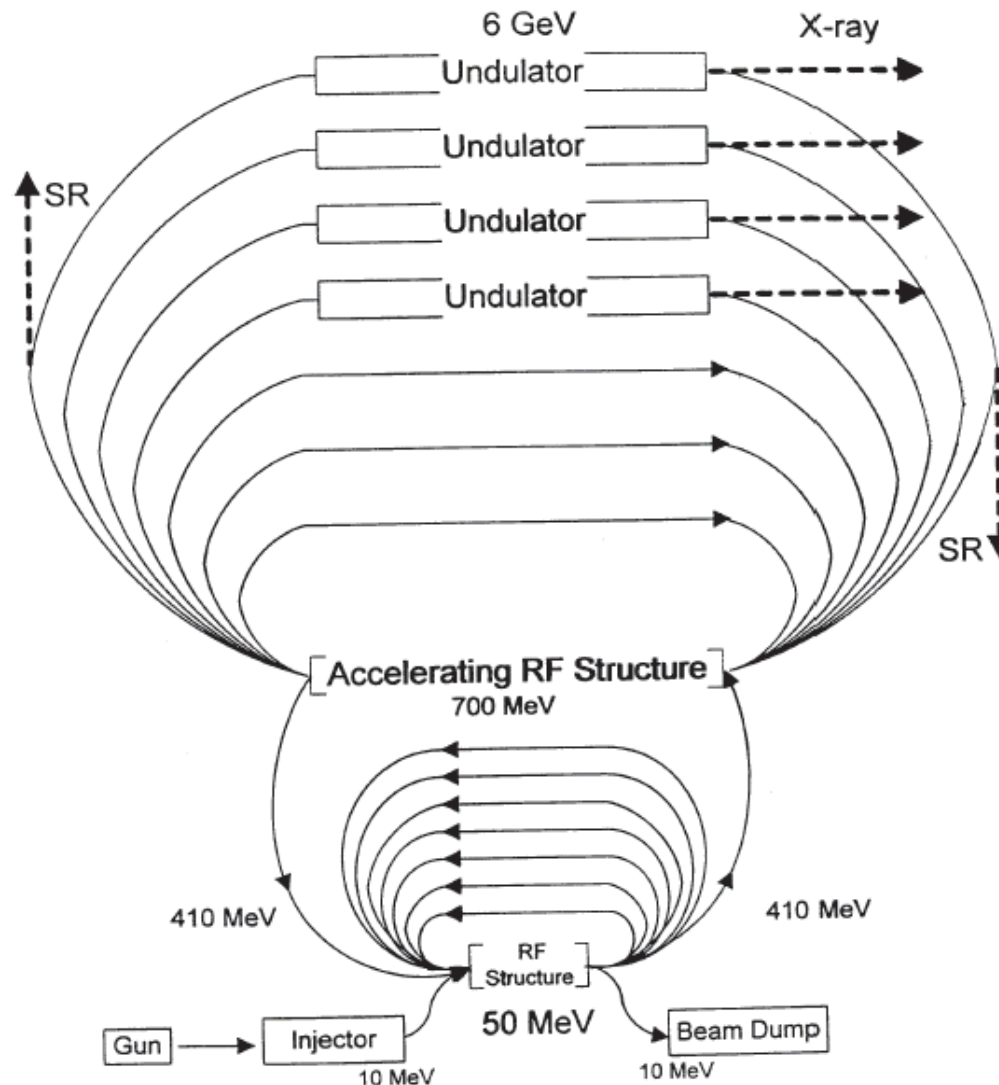 6 GeV
X-ray
Undulator
Undulator
SR
Undulator
Undulator
SR
Accelerating RF Structure
700 MeV
410 MeV
410 MeV
RF
Structure
50 MeV
Gun
Injector
Beam Dump
10 MeV
10 MeV